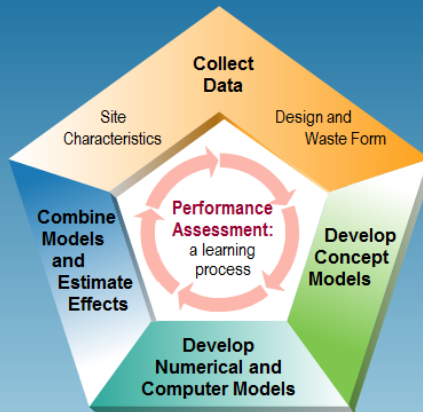 Collect
Data
Site
Characteristics
Design and
Waste Form
Performance
Assessment:
a learning
process
Combine
Models
and
Estimate
Effects
Develop
Concept
Models
Develop
Numerical and
Computer Models